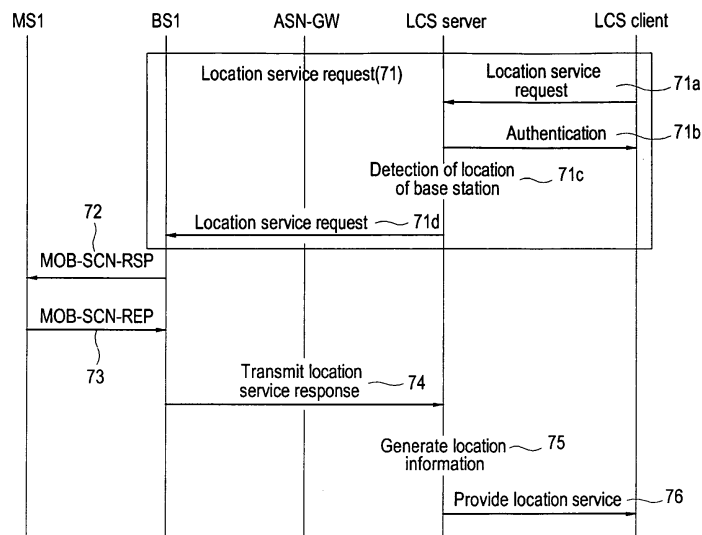 MS1
BS1
ASN-GW
LCS server
LCS client
Location service request(71)
Location service
request
71a
Authentication
71b
Detection of location
of base station
71c
Location service request
71d
72
MOB-SCN-RSP
MOB-SCN-REP
73
Transmit location
service response
74
Generate location
information
75
Provide location service
76